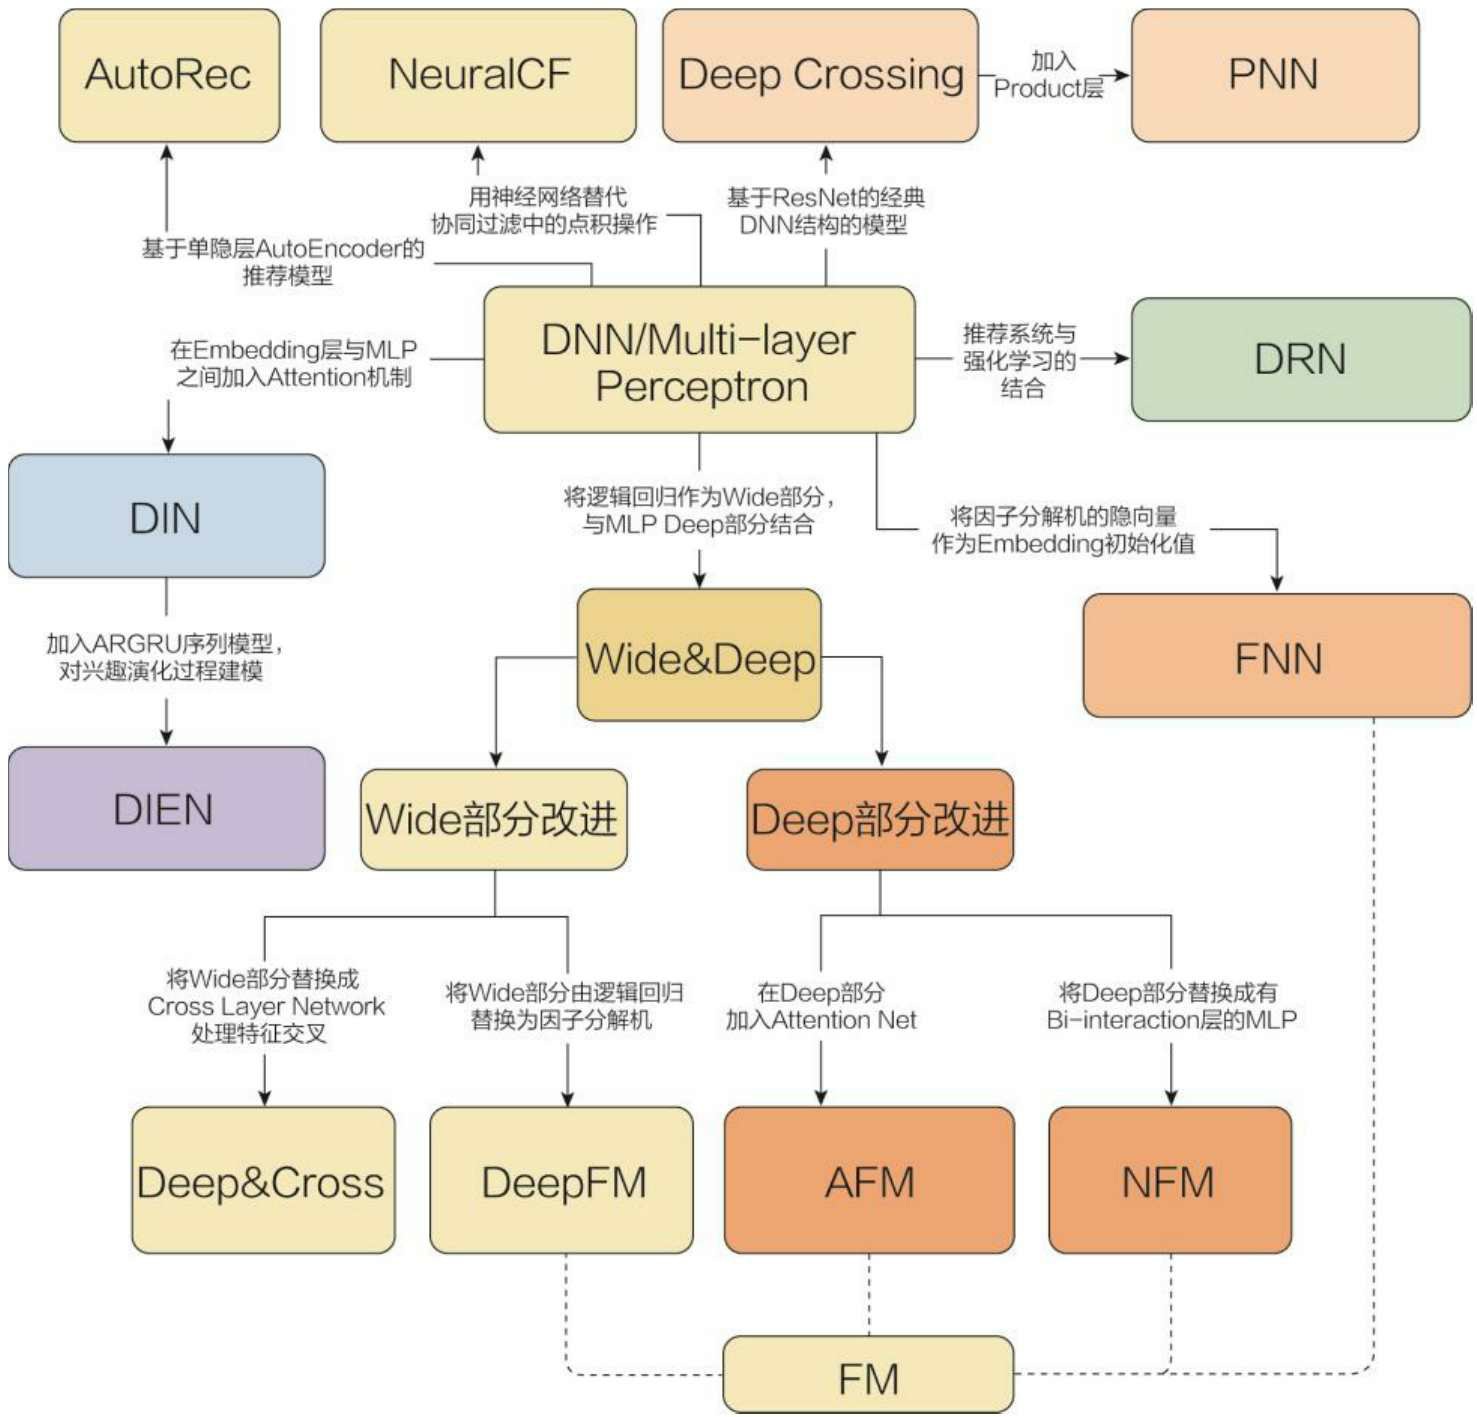 AutoRec
NeuralCF
Deep Crossing
加入
Product层
PNN
用神经网络替代
协同过滤中的点积操作
基于ResNet的经典
DNN结构的模型
基于单隐层AutoEncoder的
推荐模型
DNN/Multi-layer
Perceptron
推荐系统与
强化学习的
结合
DRN
在Embedding层与MLP
之间加入Attention机制
DIN
将逻辑回归作为Wide部分，
与MLP Deep部分结合
将因子分解机的隐向量
作为Embedding初始化值
加入ARGRU序列模型，
对兴趣演化过程建模
Wide&Deep
FNN
DIEN
Wide部分改进
Deep部分改进
将Wide部分替换成
Cross Layer Network
处理特征交叉
将Wide部分由逻辑回归
替换为因子分解机
在Deep部分
加入Attention Net
将Deep部分替换成有
Bi-interaction层的MLP
Deep&Cross
DeepFM
AFM
NFM
FM